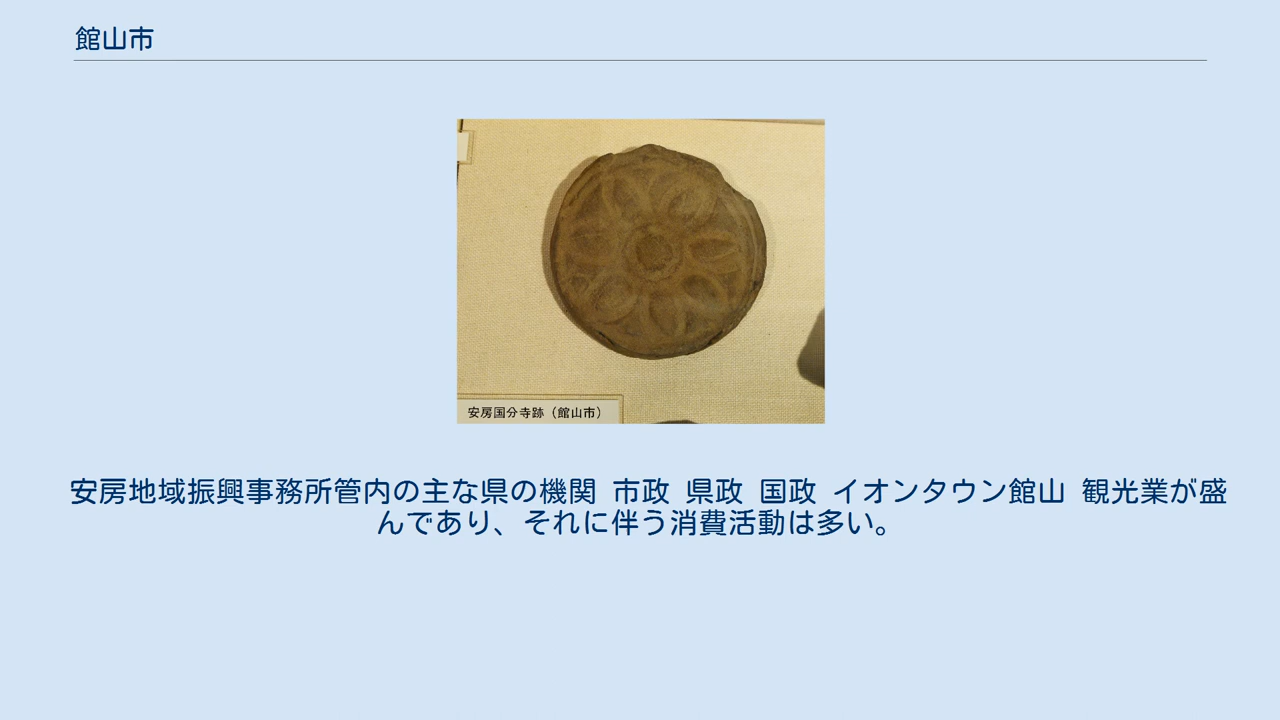 館山市
安房国分寺跡（館山市）
安房地域振興事務所管内の主な県の機関 市政 県政 国政 イオンタウン館山 観光業が盛
んであり、それに伴う消費活動は多い。